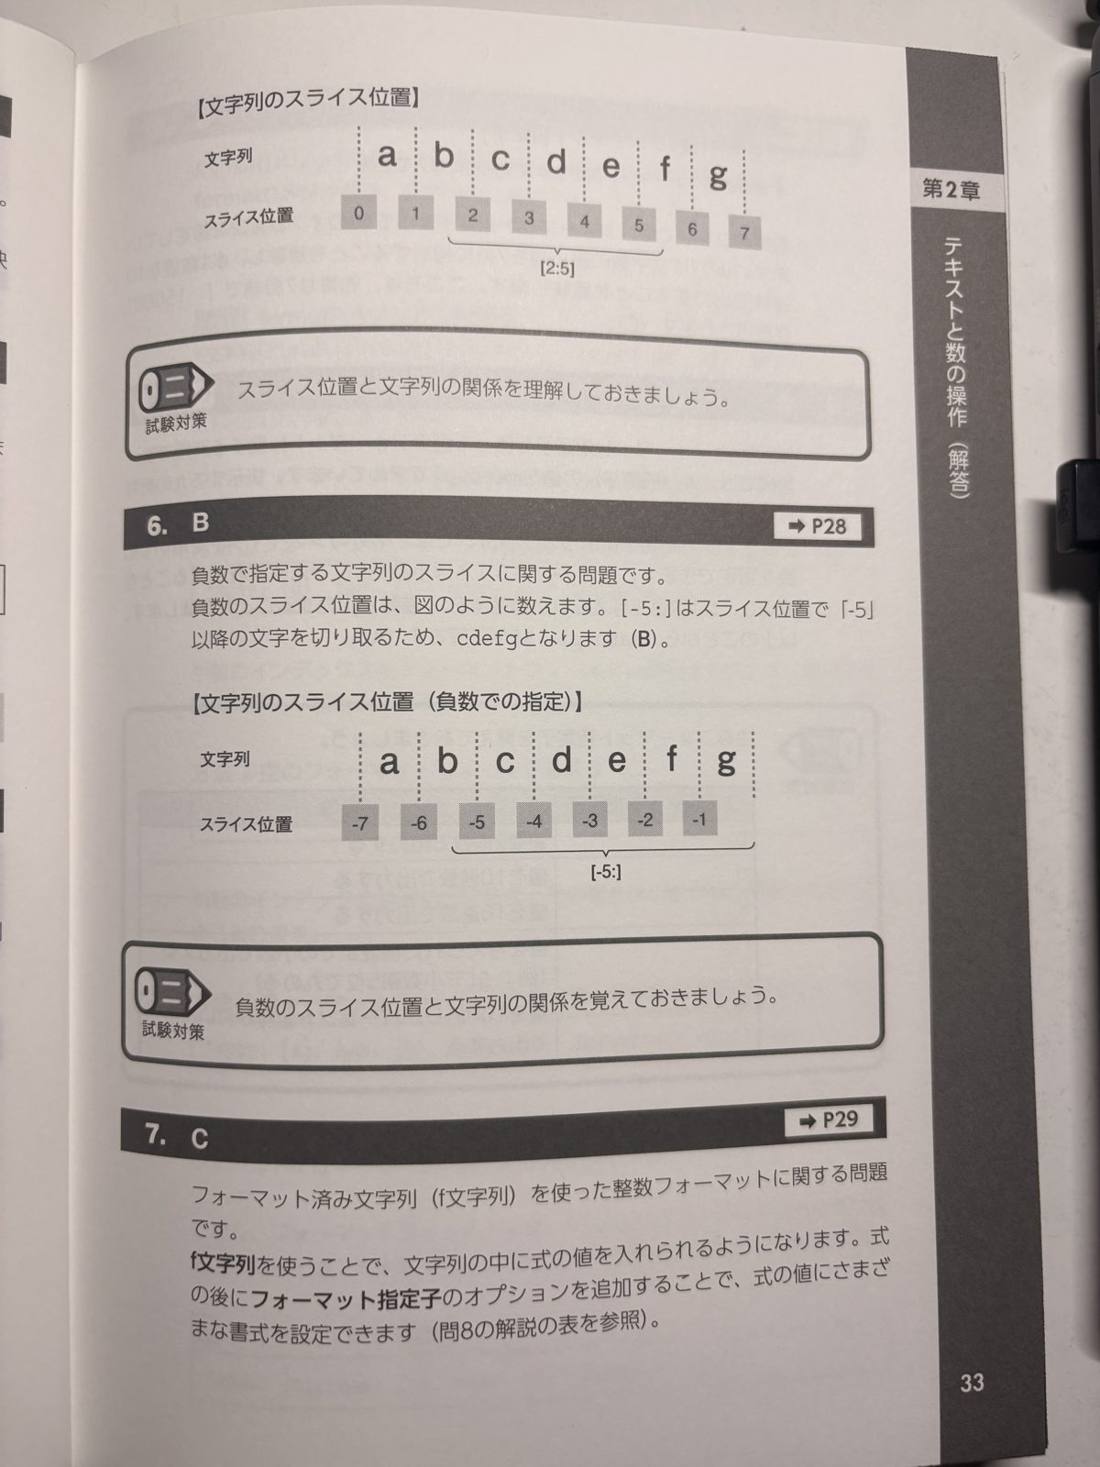 【文字列のスライス位置】
文字列 a b c d e f g
スライス位置 0 1 2 3 4 5 6 7
[2:5]
試験対策
スライス位置と文字列の関係を理解しておきましょう。
6. B ➡ P28
負数で指定する文字列のスライスに関する問題です。
負数のスライス位置は、図のように数えます。[-5:]はスライス位置で「-5」
以降の文字を切り取るため、cdefgとなります（B）。
【文字列のスライス位置（負数での指定）】
文字列 a b c d e f g
スライス位置 -7 -6 -5 -4 -3 -2 -1
[-5:]
試験対策
負数のスライス位置と文字列の関係を覚えておきましょう。
7. C ➡ P29
フォーマット済み文字列（f文字列）を使った整数フォーマットに関する問題
です。
f文字列を使うことで、文字列の中に式の値を入れられるようになります。式
の後にフォーマット指定子のオプションを追加することで、式の値にさまざ
まな書式を設定できます（問8の解説の表を参照）。
第2章
テキストと数の操作（解答）
33